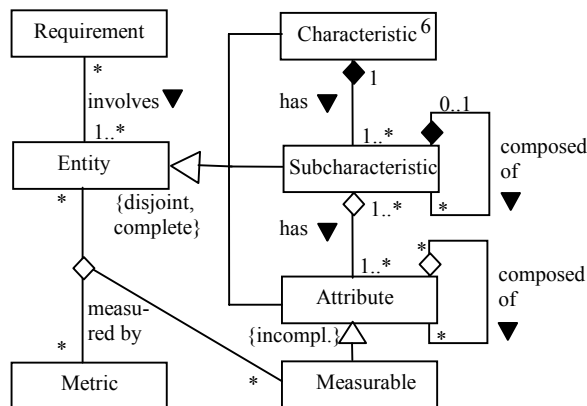 Requirement
Characteristic 6
*
1
involves
has
0..1
1..*
1..*
Entity
Subcharacteristic
composed
of
*
{disjoint,
complete}
1..*
*
has
*
1..*
composed
of
measu-
red by
Attribute
{incompl.}
*
*
*
Metric
Measurable